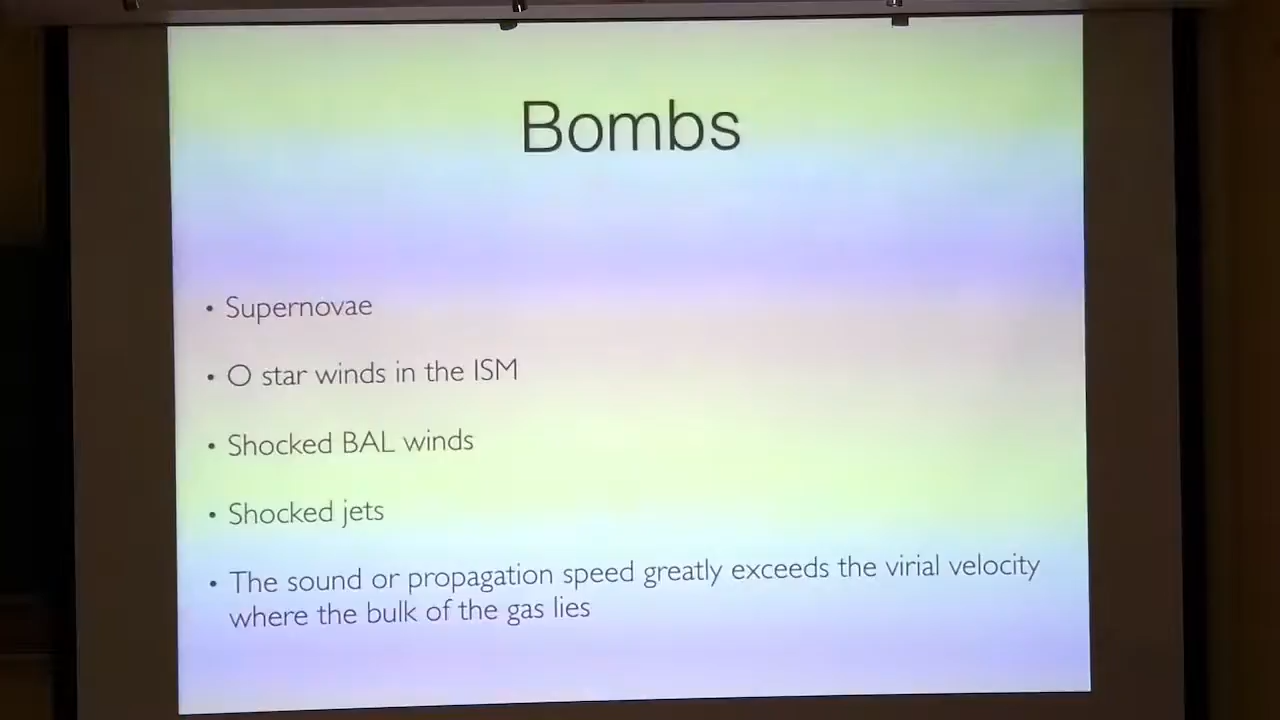 Bombs
• Supernovae
• O star winds in the ISM
• Shocked BAL winds
• Shocked jets
• The sound or propagation speed greatly exceeds the virial velocity
where the bulk of the gas lies